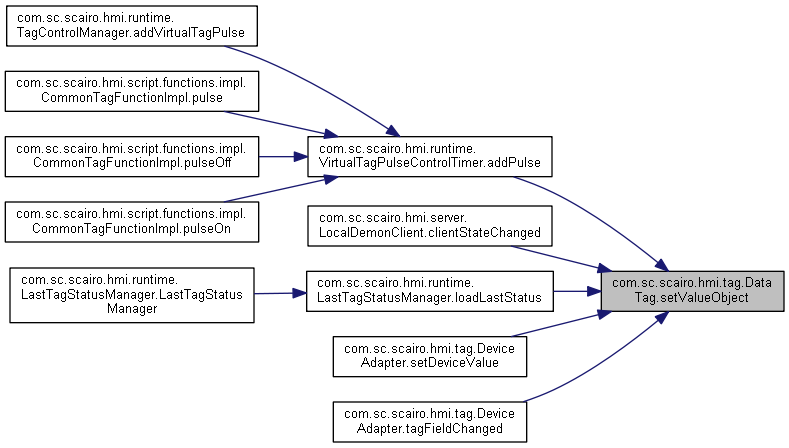 com.sc.scairo.hmi.runtime.
TagControlManager.addVirtualTagPulse
com.sc.scairo.hmi.script.functions.impl.
CommonTagFunctionImpl.pulse
com.sc.scairo.hmi.script.functions.impl.
CommonTagFunctionImpl.pulseOff
com.sc.scairo.hmi.script.functions.impl.
CommonTagFunctionImpl.pulseOn
com.sc.scairo.hmi.runtime.
LastTagStatusManager.LastTagStatus
Manager
com.sc.scairo.hmi.runtime.
VirtualTagPulseControlTimer.addPulse
com.sc.scairo.hmi.server.
LocalDemonClient.clientStateChanged
com.sc.scairo.hmi.runtime.
LastTagStatusManager.loadLastStatus
com.sc.scairo.hmi.tag.Device
Adapter.setDeviceValue
com.sc.scairo.hmi.tag.Device
Adapter.tagFieldChanged
com.sc.scairo.hmi.tag.Data
Tag.setValueObject